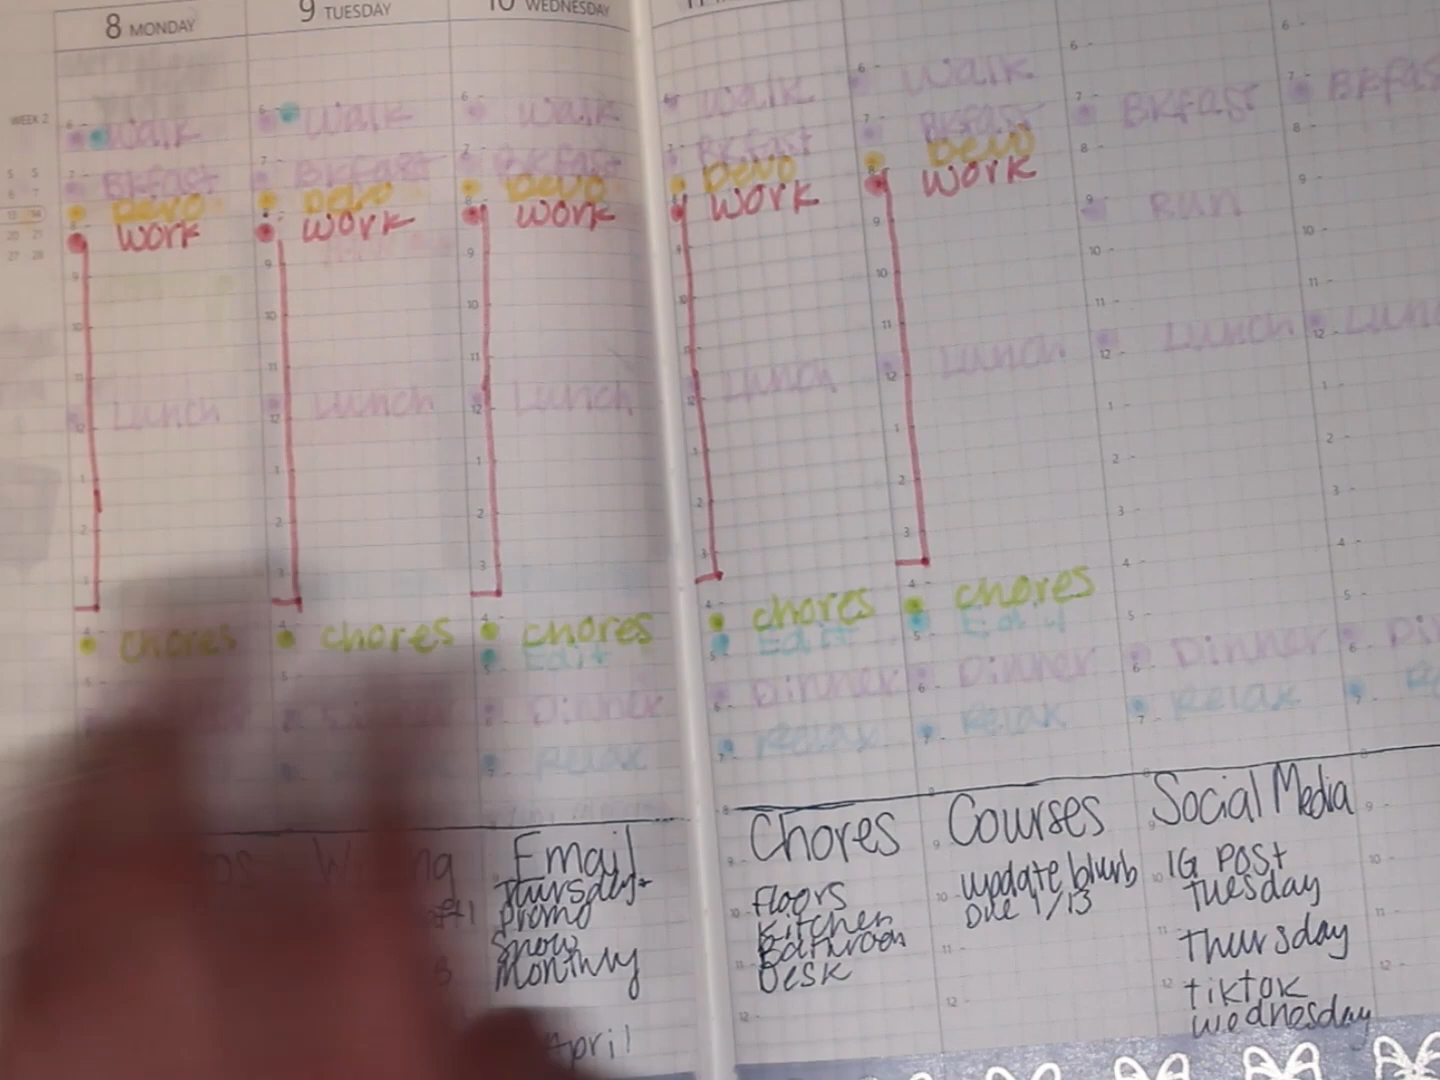 8 MONDAY
9 TUESDAY
10 WEDNESDAY
WEEK 2
Walk
Bkfast
Devo
Work
Lunch
Chores
Walk
Bkfast
Devo
Work
Lunch
Chores
Dinner
Walk
Bkfast
Devo
Work
Lunch
Chores
Edit
Dinner
Relax
Walk
Bkfast
Devo
Work
Lunch
Chores
Edit
Dinner
Relax
Walk
Bkfast
Devo
Work
Lunch
Chores
Edit
Dinner
Relax
Bkfast
Run
Lunch
Dinner
Relax
Bkfast
Email
Thursday
Promo
Snow
Monthly
April
Chores
Floors
Kitchen
Bathroom
Desk
Courses
update blurb
Due 1/13
Social Media
IG Post
Tuesday
Thursday
tiktok
wednesday